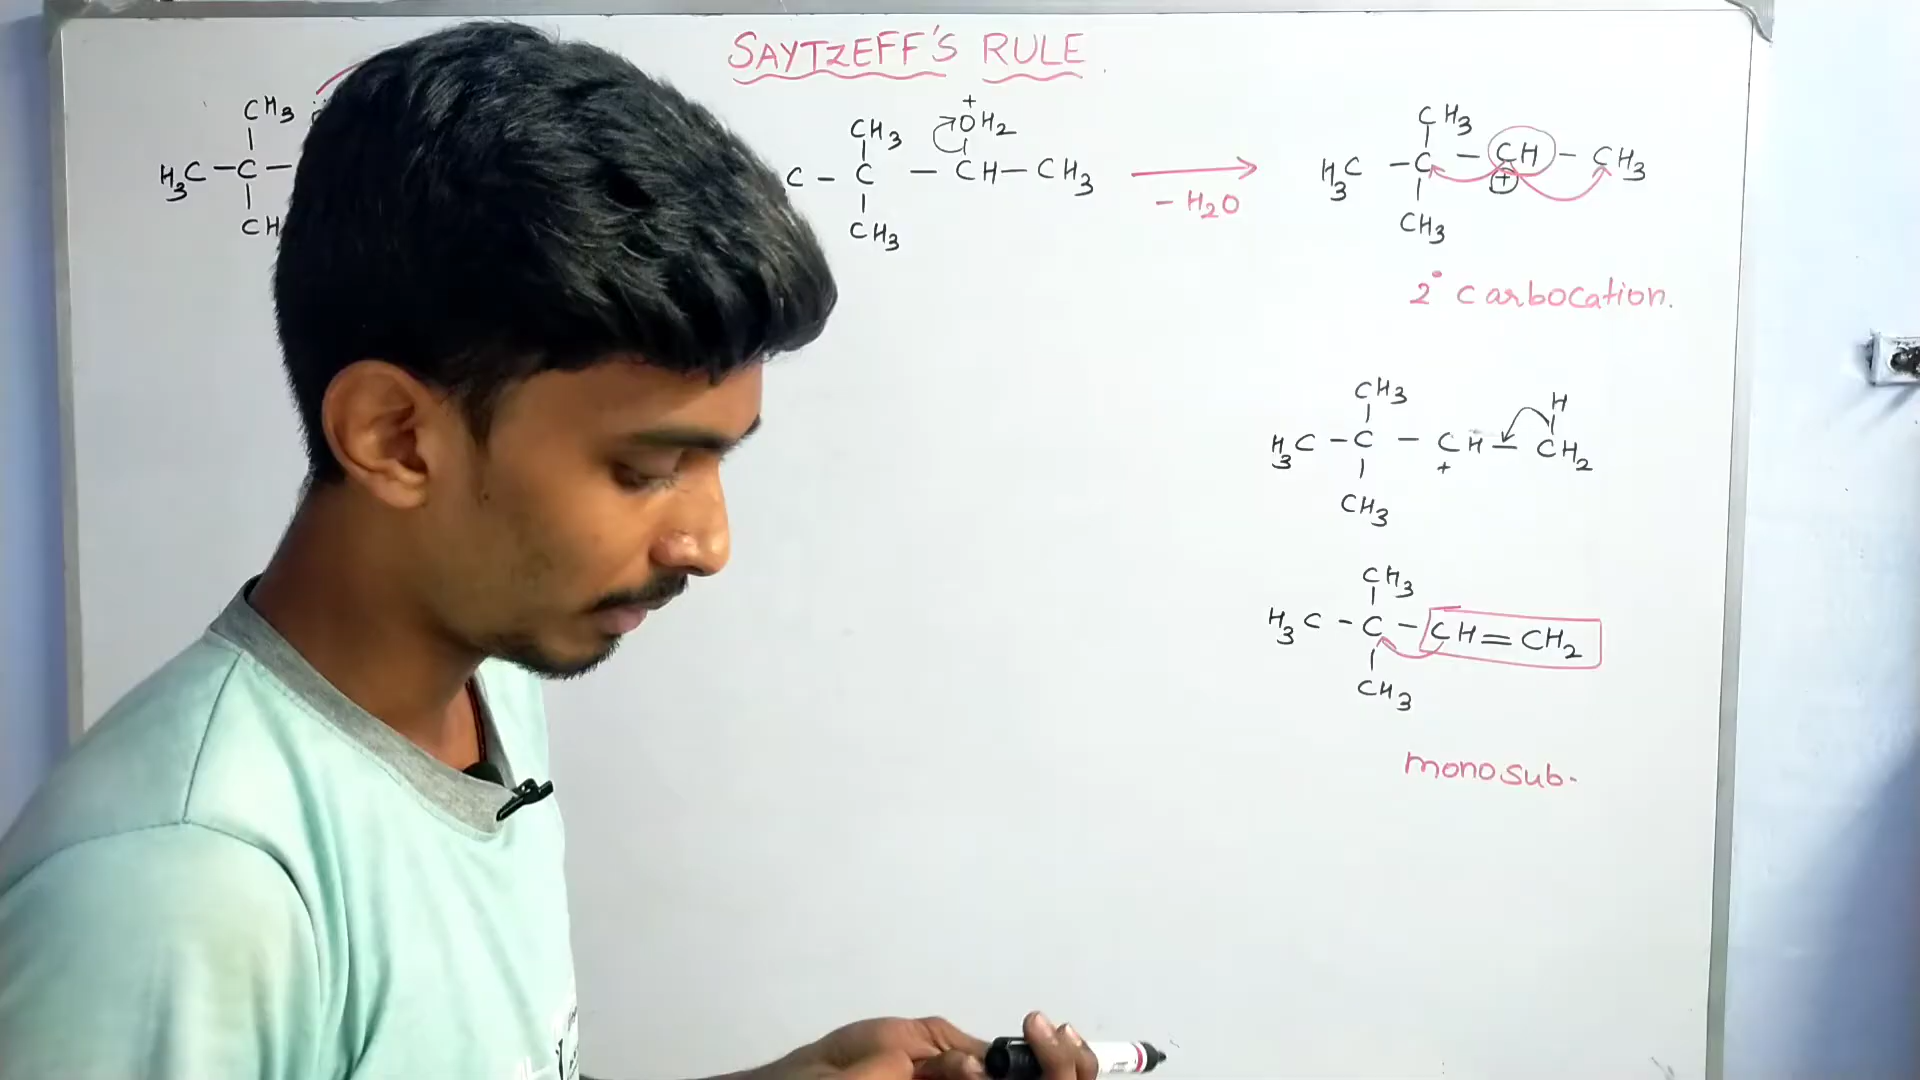 SAYTZEFF'S RULE
CH3
H3C - C -
CH
CH3 +OH2
C - C - CH - CH3
CH3
- H2O
CH3
H3C - C - CH - CH3
+
CH3
2° carbocation.
CH3 H
H3C - C - CH - CH2
+
CH3
CH3
H3C - C - CH = CH2
CH3
monosub.